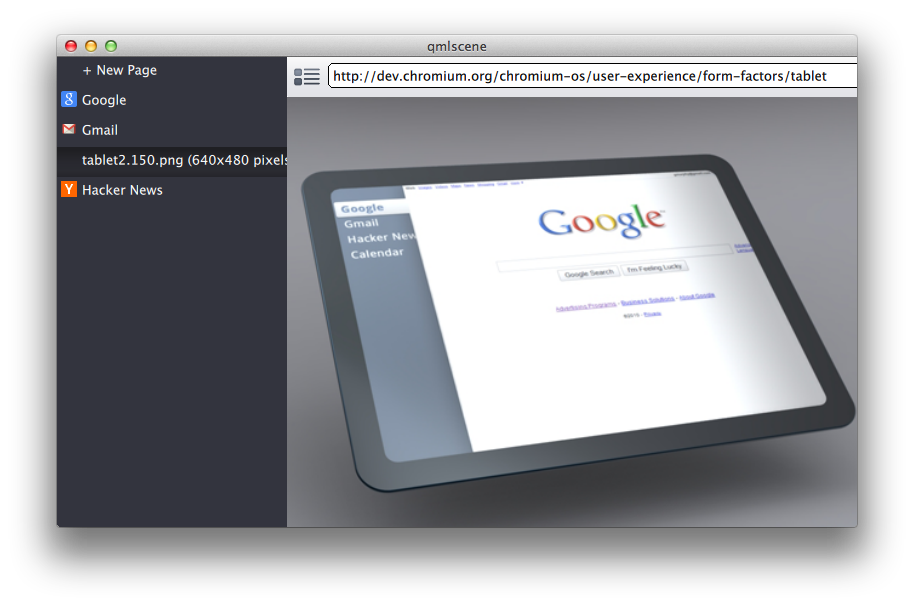 qmlscene
+ New Page
http://dev.chromium.org/chromium-os/user-experience/form-factors/tablet
Google
Gmail
tablet2.150.png (640x480 pixels
Hacker News
Google
Gmail
Hacker New
Calendar
Google
Google Search I'm Feeling Lucky
Advertising Programs - Business Solutions - About Google
©2010 - Privacy